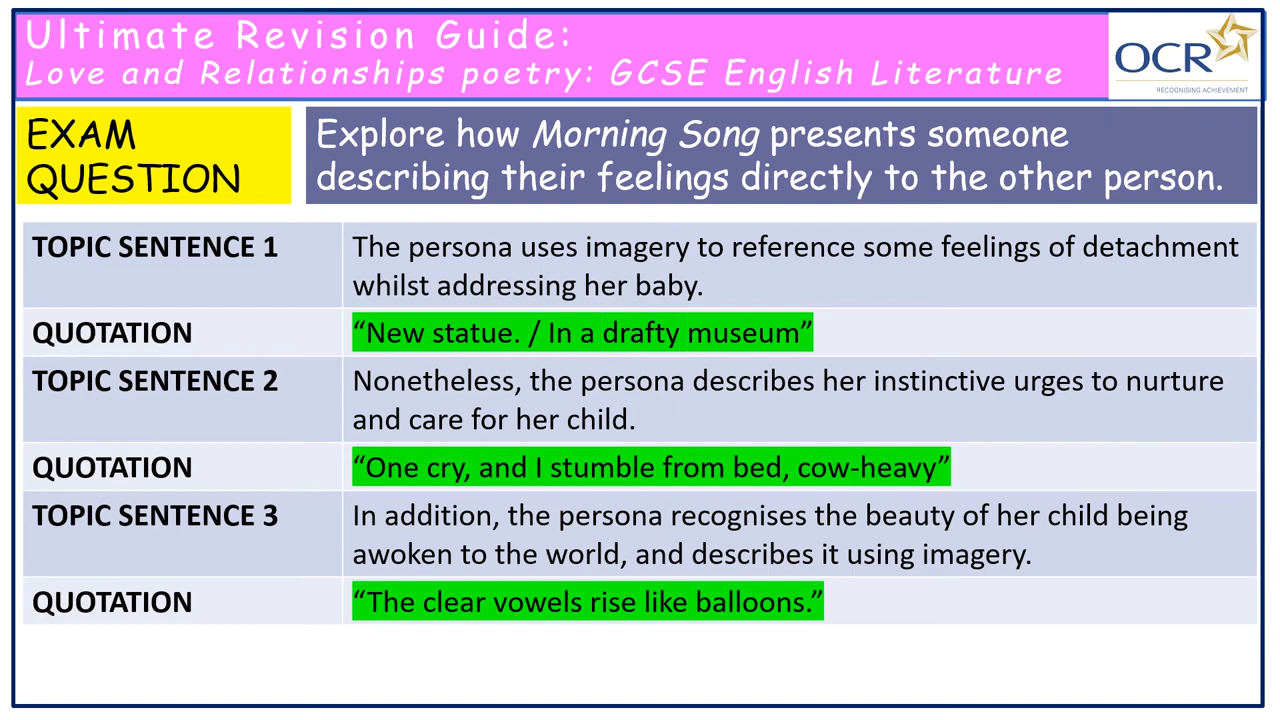 Ultimate Revision Guide:
Love and Relationships poetry: GCSE English Literature
OCR
RECOGNISING ACHIEVEMENT
EXAM
QUESTION
Explore how Morning Song presents someone
describing their feelings directly to the other person.
TOPIC SENTENCE 1
The persona uses imagery to reference some feelings of detachment
whilst addressing her baby.
QUOTATION
“New statue. / In a drafty museum”
TOPIC SENTENCE 2
Nonetheless, the persona describes her instinctive urges to nurture
and care for her child.
QUOTATION
“One cry, and I stumble from bed, cow-heavy”
TOPIC SENTENCE 3
In addition, the persona recognises the beauty of her child being
awoken to the world, and describes it using imagery.
QUOTATION
“The clear vowels rise like balloons.”